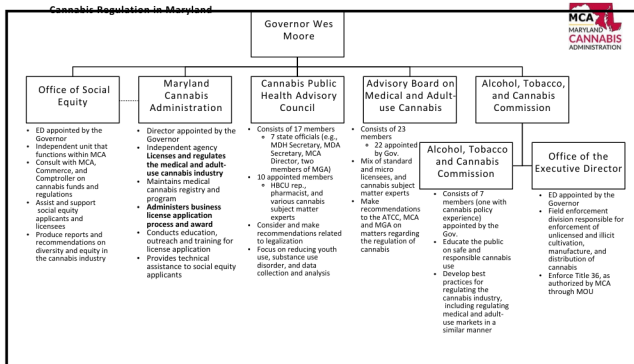 Cannabis Regulation in Maryland
MCA
MARYLAND
CANNABIS
ADMINISTRATION
Governor Wes
Moore
Office of Social
Equity
• ED appointed by the
Governor
• Independent unit that
functions within MCA
• Consult with MCA,
Commerce, and
Comptroller on
cannabis funds and
regulations
• Assist and support
social equity
applicants and
licensees
• Produce reports and
recommendations on
diversity and equity in
the cannabis industry
Maryland
Cannabis
Administration
• Director appointed by the
Governor
• Independent agency
Licenses and regulates
the medical and adult-
use cannabis industry
• Maintains medical
cannabis registry and
program
• Administers business
license application
process and award
• Conducts education,
outreach and training for
license application
• Provides technical
assistance to social equity
applicants
Cannabis Public
Health Advisory
Council
• Consists of 17 members
• 7 state officials (e.g.,
MDH Secretary, MDA
Secretary, MCA
Director, two
members of MGA)
• 10 appointed members
• HBCU rep.,
pharmacist, and
various cannabis
subject matter
experts
• Consider and make
recommendations related
to legalization
• Focus on reducing youth
use, substance use
disorder, and data
collection and analysis
Advisory Board on
Medical and Adult-
use Cannabis
• Consists of 23
members
• 22 appointed
by Gov.
• Mix of standard
and micro
licensees, and
cannabis subject
matter experts
• Make
recommendations
to the ATCC, MCA
and MGA on
matters regarding
the regulation of
cannabis
Alcohol, Tobacco,
and Cannabis
Commission
Alcohol, Tobacco
and Cannabis
Commission
• Consists of 7
members (one with
cannabis policy
experience)
appointed by the
Gov.
• Educate the public
on safe and
responsible cannabis
use
• Develop best
practices for
regulating the
cannabis industry,
including regulating
medical and adult-
use markets in a
similar manner
Office of the
Executive Director
• ED appointed by the
Governor
• Field enforcement
division responsible for
enforcement of
unlicensed and illicit
cultivation,
manufacture, and
distribution of
cannabis
• Enforce Title 36, as
authorized by MCA
through MOU